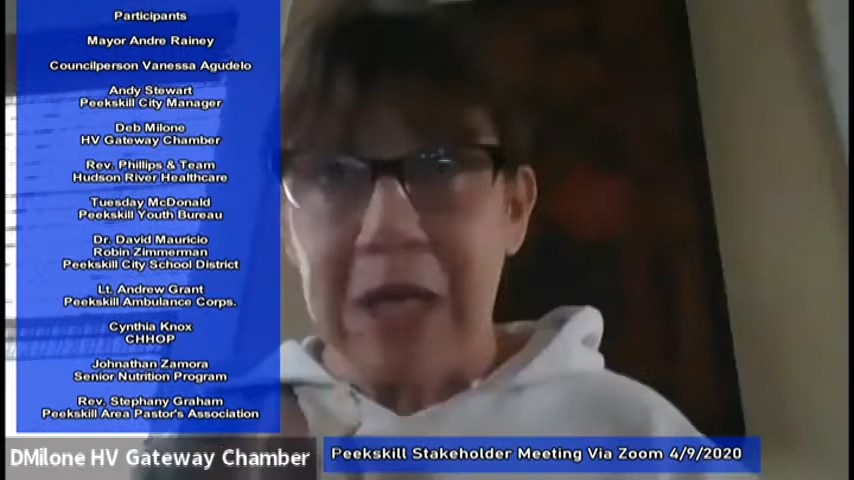 Participants
Mayor Andre Rainey
Councilperson Vanessa Agudelo
Andy Stewart
Peekskill City Manager
Deb Milone
HV Gateway Chamber
Rev. Phillips & Team
Hudson River Healthcare
Tuesday McDonald
Peekskill Youth Bureau
Dr. David Mauricio
Robin Zimmerman
Peekskill City School District
Lt. Andrew Grant
Peekskill Ambulance Corps.
Cynthia Knox
CHHOP
Johnathan Zamora
Senior Nutrition Program
Rev. Stephany Graham
Peekskill Area Pastor's Association
DMilone HV Gateway Chamber
Peekskill Stakeholder Meeting Via Zoom 4/9/2020